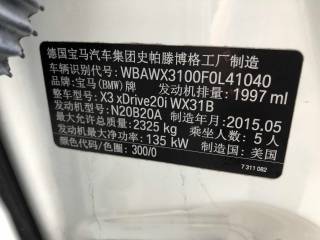 德国宝马汽车集团史帕滕博格工厂制造
车辆识别代号: WBAWX3100F0L41040
品牌: 宝马(BMW)牌 发动机排量: 1997 ml
整车型号: X3 xDrive20i WX31B
发动机型号: N20B20A 制造年月: 2015.05
最大允许总质量: 2325 kg 乘坐人数: 5 人
发动机最大净功率: 135 kW 制造国: 美国
颜色代码/色圈: 300/0
7 311 062